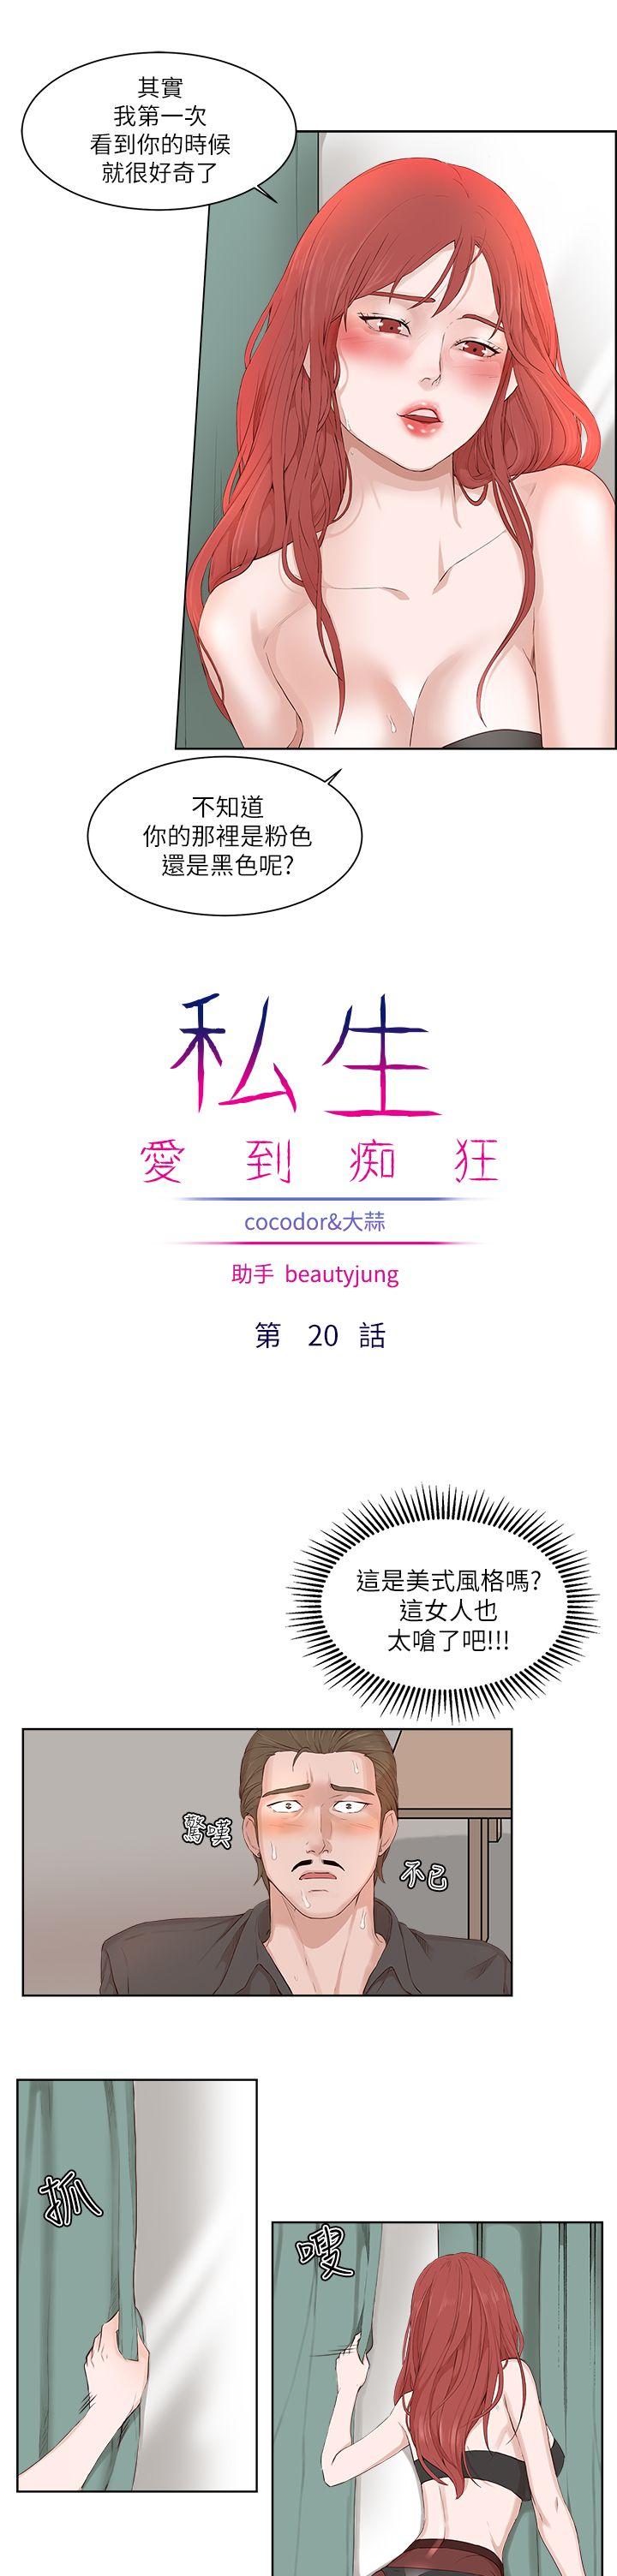 其實
我第一次
看到你的時候
就很好奇了
不知道
你的那裡是粉色
還是黑色呢?
私生
愛到痴狂
cocodor&大蒜
助手 beautyjung
第 20 話
這是美式風格嗎?
這女人也
太嗆了吧!!!
驚嘆
不已
抓
嗖